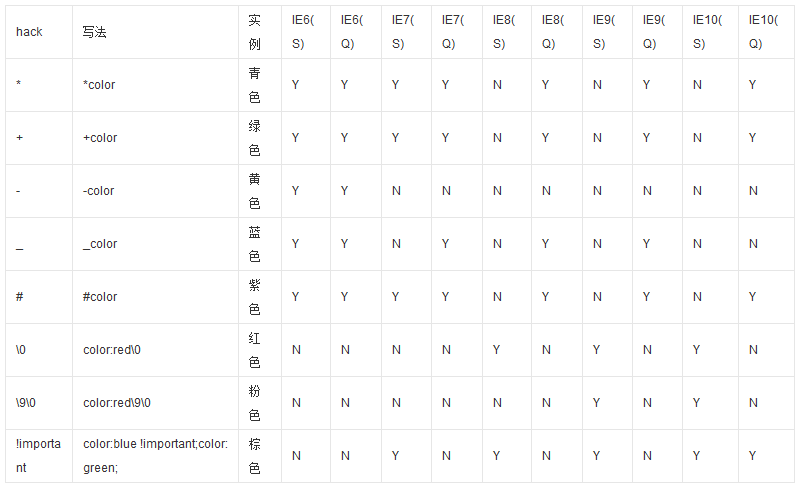 hack 写法 实例 IE6(S) IE6(Q) IE7(S) IE7(Q) IE8(S) IE8(Q) IE9(S) IE9(Q) IE10(S) IE10(Q)
* *color 青色 Y Y Y Y N Y N Y N Y
+ +color 绿色 Y Y Y Y N Y N Y N Y
- -color 黄色 Y Y N N N N N N N N
_ _color 蓝色 Y Y N Y N Y N Y N N
# #color 紫色 Y Y Y Y N Y N Y N Y
\0 color:red\0 红色 N N N N Y N Y N Y N
\9\0 color:red\9\0 粉色 N N N N N N Y N Y N
!important color:blue !important;color:green; 棕色 N N Y N Y N Y N Y Y